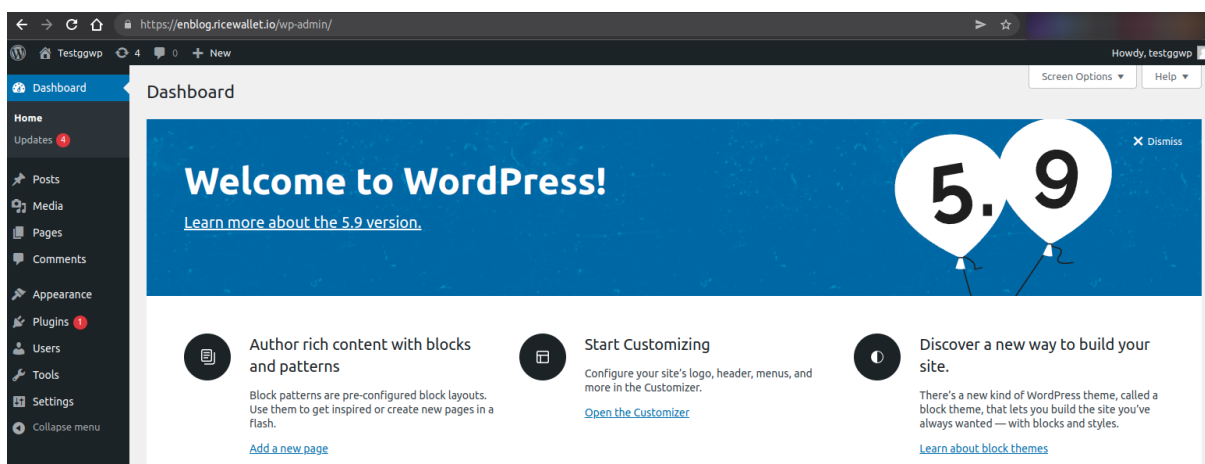 https://enblog.ricewallet.io/wp-admin/
Testggwp 4 0 + New
Howdy, testggwp
Screen Options ▼ Help ▼
Dashboard
Home
Updates 4
Posts
Media
Pages
Comments
Appearance
Plugins 1
Users
Tools
Settings
Collapse menu
Dashboard
Dismiss
Welcome to WordPress!
Learn more about the 5.9 version.
5.9
Author rich content with blocks
and patterns
Block patterns are pre-configured block layouts.
Use them to get inspired or create new pages in a
flash.
Add a new page
Start Customizing
Configure your site's logo, header, menus, and
more in the Customizer.
Open the Customizer
Discover a new way to build your
site.
There's a new kind of WordPress theme, called a
block theme, that lets you build the site you've
always wanted — with blocks and styles.
Learn about block themes